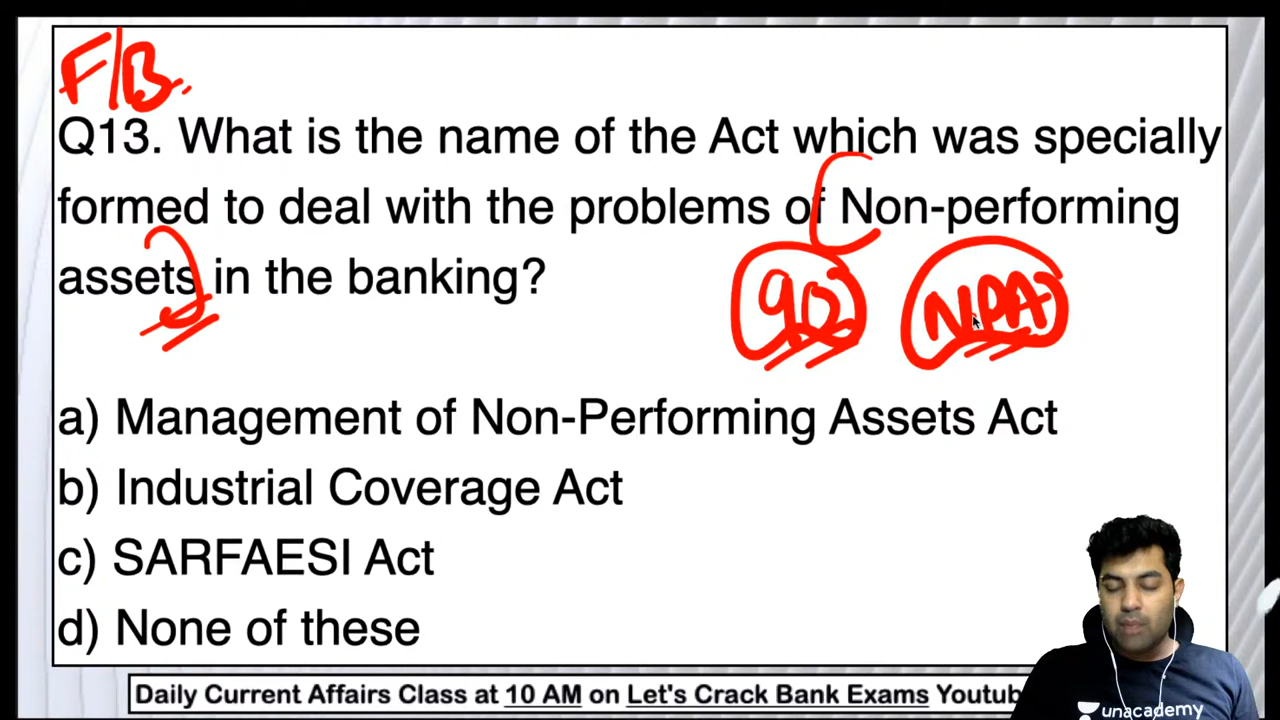 F/B.
Q13. What is the name of the Act which was specially
formed to deal with the problems of Non-performing
assets in the banking?
90
NPA
a) Management of Non-Performing Assets Act
b) Industrial Coverage Act
c) SARFAESI Act
d) None of these
Daily Current Affairs Class at 10 AM on Let's Crack Bank Exams Youtub
unacademy